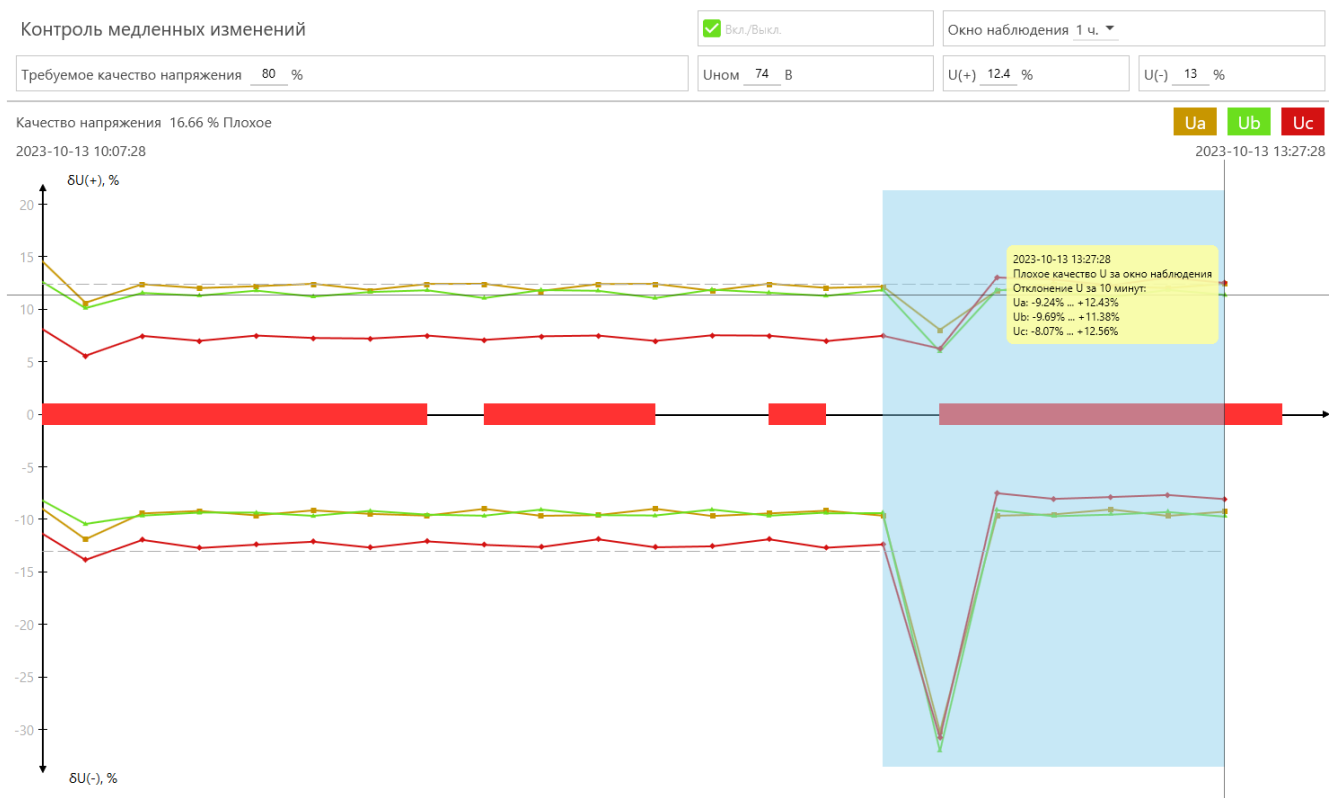 Контроль медленных изменений
Вкл./Выкл.
Окно наблюдения 1 ч.
Требуемое качество напряжения 80 %
Uном 74 В
U(+) 12.4 %
U(-) 13 %
Качество напряжения 16.66 % Плохое
Ua Ub Uc
2023-10-13 10:07:28
2023-10-13 13:27:28
δU(+), %
20
15
2023-10-13 13:27:28
Плохое качество U за окно наблюдения
Отклонение U за 10 минут:
Ua: -9.24% ... +12.43%
Ub: -9.69% ... +11.38%
Uc: -8.07% ... +12.56%
10
5
0
-5
-10
-15
-20
-25
-30
δU(-), %